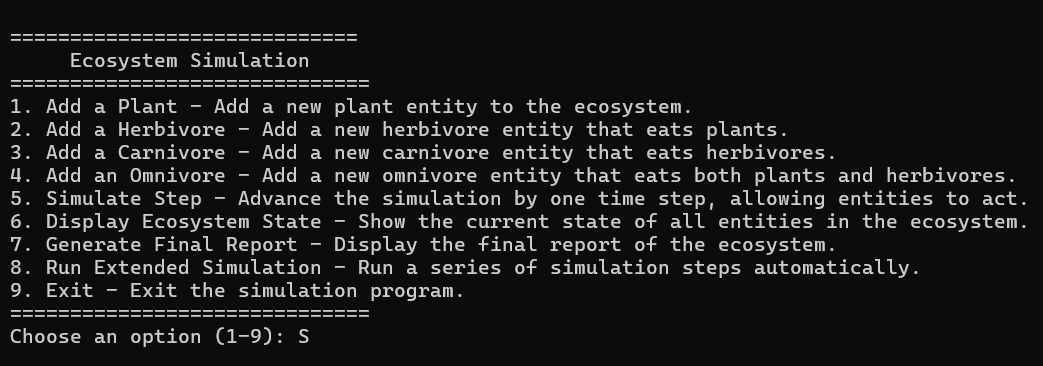 =============================
     Ecosystem Simulation
==============================
1. Add a Plant - Add a new plant entity to the ecosystem.
2. Add a Herbivore - Add a new herbivore entity that eats plants.
3. Add a Carnivore - Add a new carnivore entity that eats herbivores.
4. Add an Omnivore - Add a new omnivore entity that eats both plants and herbivores.
5. Simulate Step - Advance the simulation by one time step, allowing entities to act.
6. Display Ecosystem State - Show the current state of all entities in the ecosystem.
7. Generate Final Report - Display the final report of the ecosystem.
8. Run Extended Simulation - Run a series of simulation steps automatically.
9. Exit - Exit the simulation program.
==============================
Choose an option (1-9): S